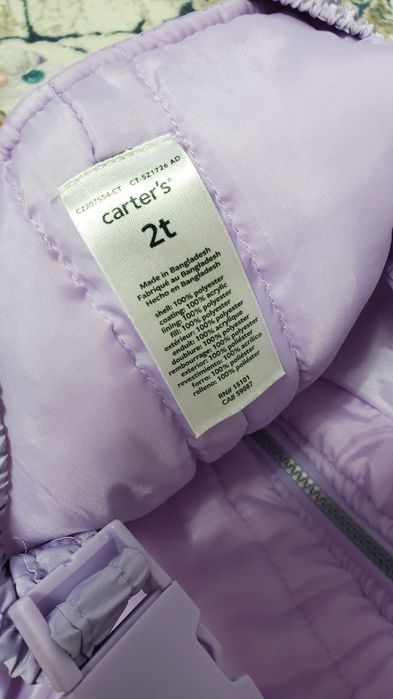 C2207554-CT CT-SZ1726 AD
carter's®
2t
Made in Bangladesh
Fabriqué au Bangladesh
Hecho en Bangladesh
shell: 100% polyester
coating: 100% acrylic
lining: 100% polyester
fill: 100% polyester
extérieur: 100% polyester
enduit: 100% acrylique
doublure: 100% polyester
rembourrage: 100% polyester
exterior: 100% poliéster
revestimiento: 100% acrílico
forro: 100% poliéster
relleno: 100% poliéster
RN# 15101
CA# 59087